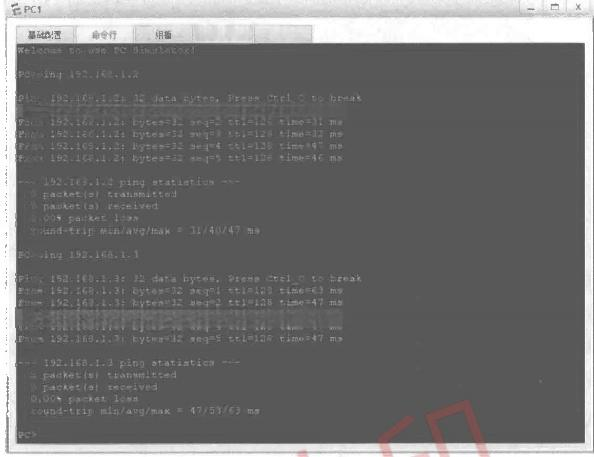 PC1
基础配置 命令行 组播
Welcome to use PC Simulator!
PC>ping 192.168.1.2
Ping 192.168.1.2: 32 data bytes, Press Ctrl_C to break
From 192.168.1.2: bytes=32 seq=2 ttl=128 time=31 ms
From 192.168.1.2: bytes=32 seq=3 ttl=128 time=32 ms
From 192.168.1.2: bytes=32 seq=4 ttl=128 time=47 ms
From 192.168.1.2: bytes=32 seq=5 ttl=128 time=46 ms
--- 192.168.1.2 ping statistics ---
5 packet(s) transmitted
5 packet(s) received
0.00% packet loss
round-trip min/avg/max = 31/40/47 ms
PC>ping 192.168.1.3
Ping 192.168.1.3: 32 data bytes, Press Ctrl_C to break
From 192.168.1.3: bytes=32 seq=1 ttl=128 time=63 ms
From 192.168.1.3: bytes=32 seq=2 ttl=128 time=47 ms
From 192.168.1.3: bytes=32 seq=5 ttl=128 time=47 ms
--- 192.168.1.3 ping statistics ---
5 packet(s) transmitted
5 packet(s) received
0.00% packet loss
round-trip min/avg/max = 47/53/63 ms
PC>